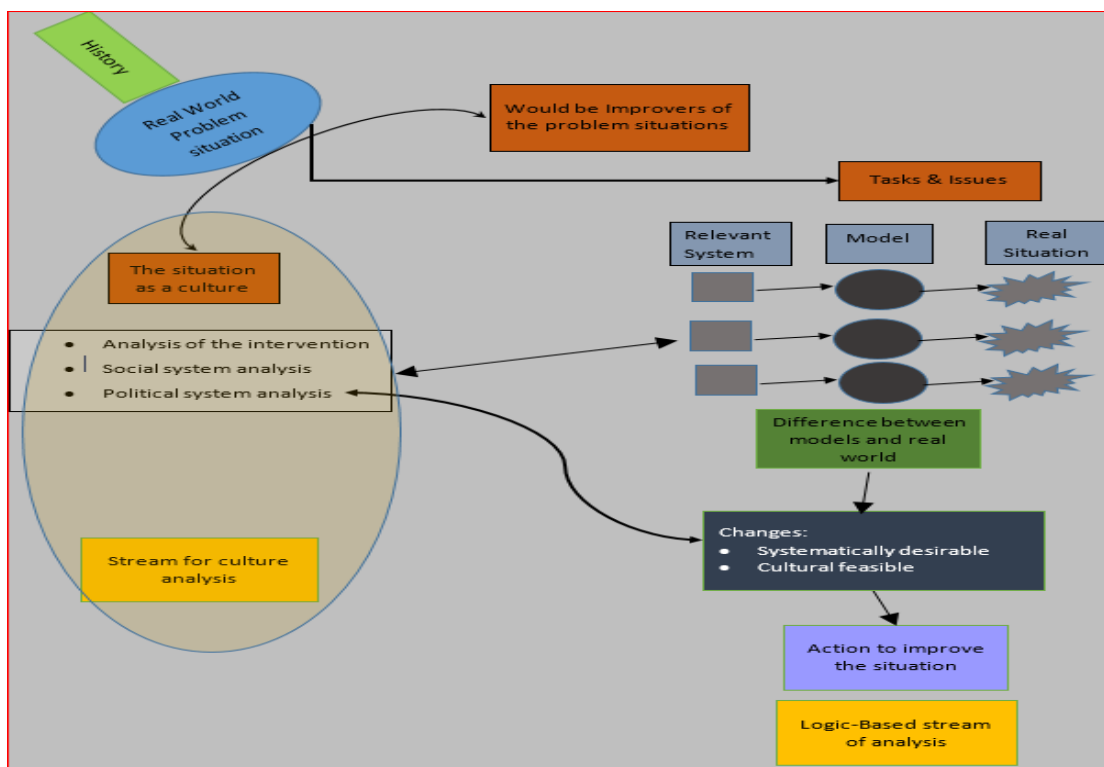 History
Real World
Problem
situation
Would be Improvers of
the problem situations
Tasks & Issues
Relevant
System
Model
Real
Situation
The situation
as a culture
• Analysis of the intervention
• Social system analysis
• Political system analysis
Difference between
models and real
world
Changes:
• Systematically desirable
• Cultural feasible
Stream for culture
analysis
Action to improve
the situation
Logic-Based stream
of analysis